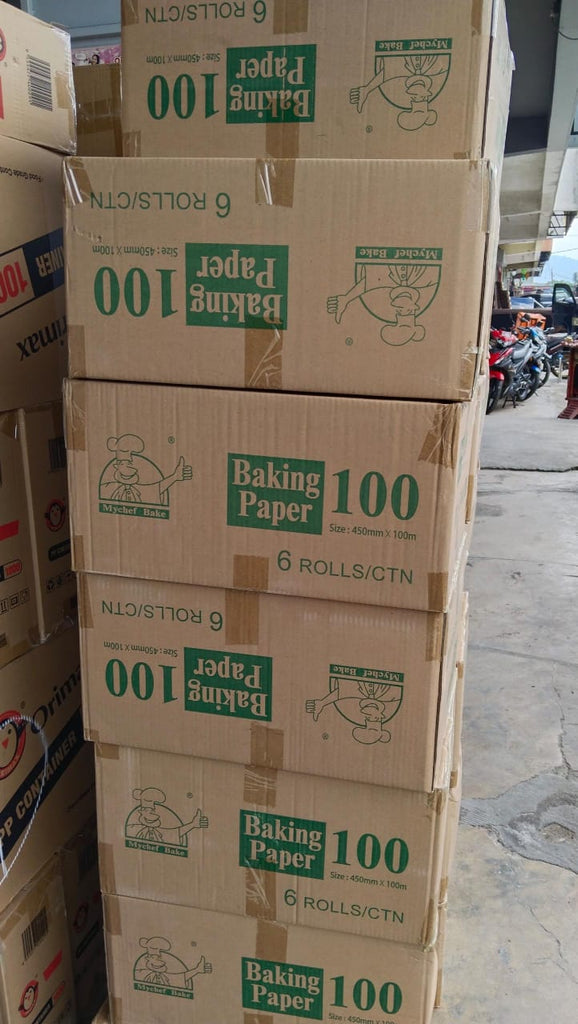 6 ROLLS/CTN
Size : 450mm X 100m
Baking
Paper
100
Mychef Bake
®
6 ROLLS/CTN
Size : 450mm X 100m
Baking
Paper
100
Mychef Bake
®
®
Mychef Bake
Baking
Paper
100
Size : 450mm X 100m
6 ROLLS/CTN
6 ROLLS/CTN
Size : 450mm X 100m
Baking
Paper
100
Mychef Bake
®
®
Mychef Bake
Baking
Paper
100
Size : 450mm X 100m
6 ROLLS/CTN
®
Mychef Bake
Baking
Paper
100
Size : 450mm X 100m
PP CONTAINER